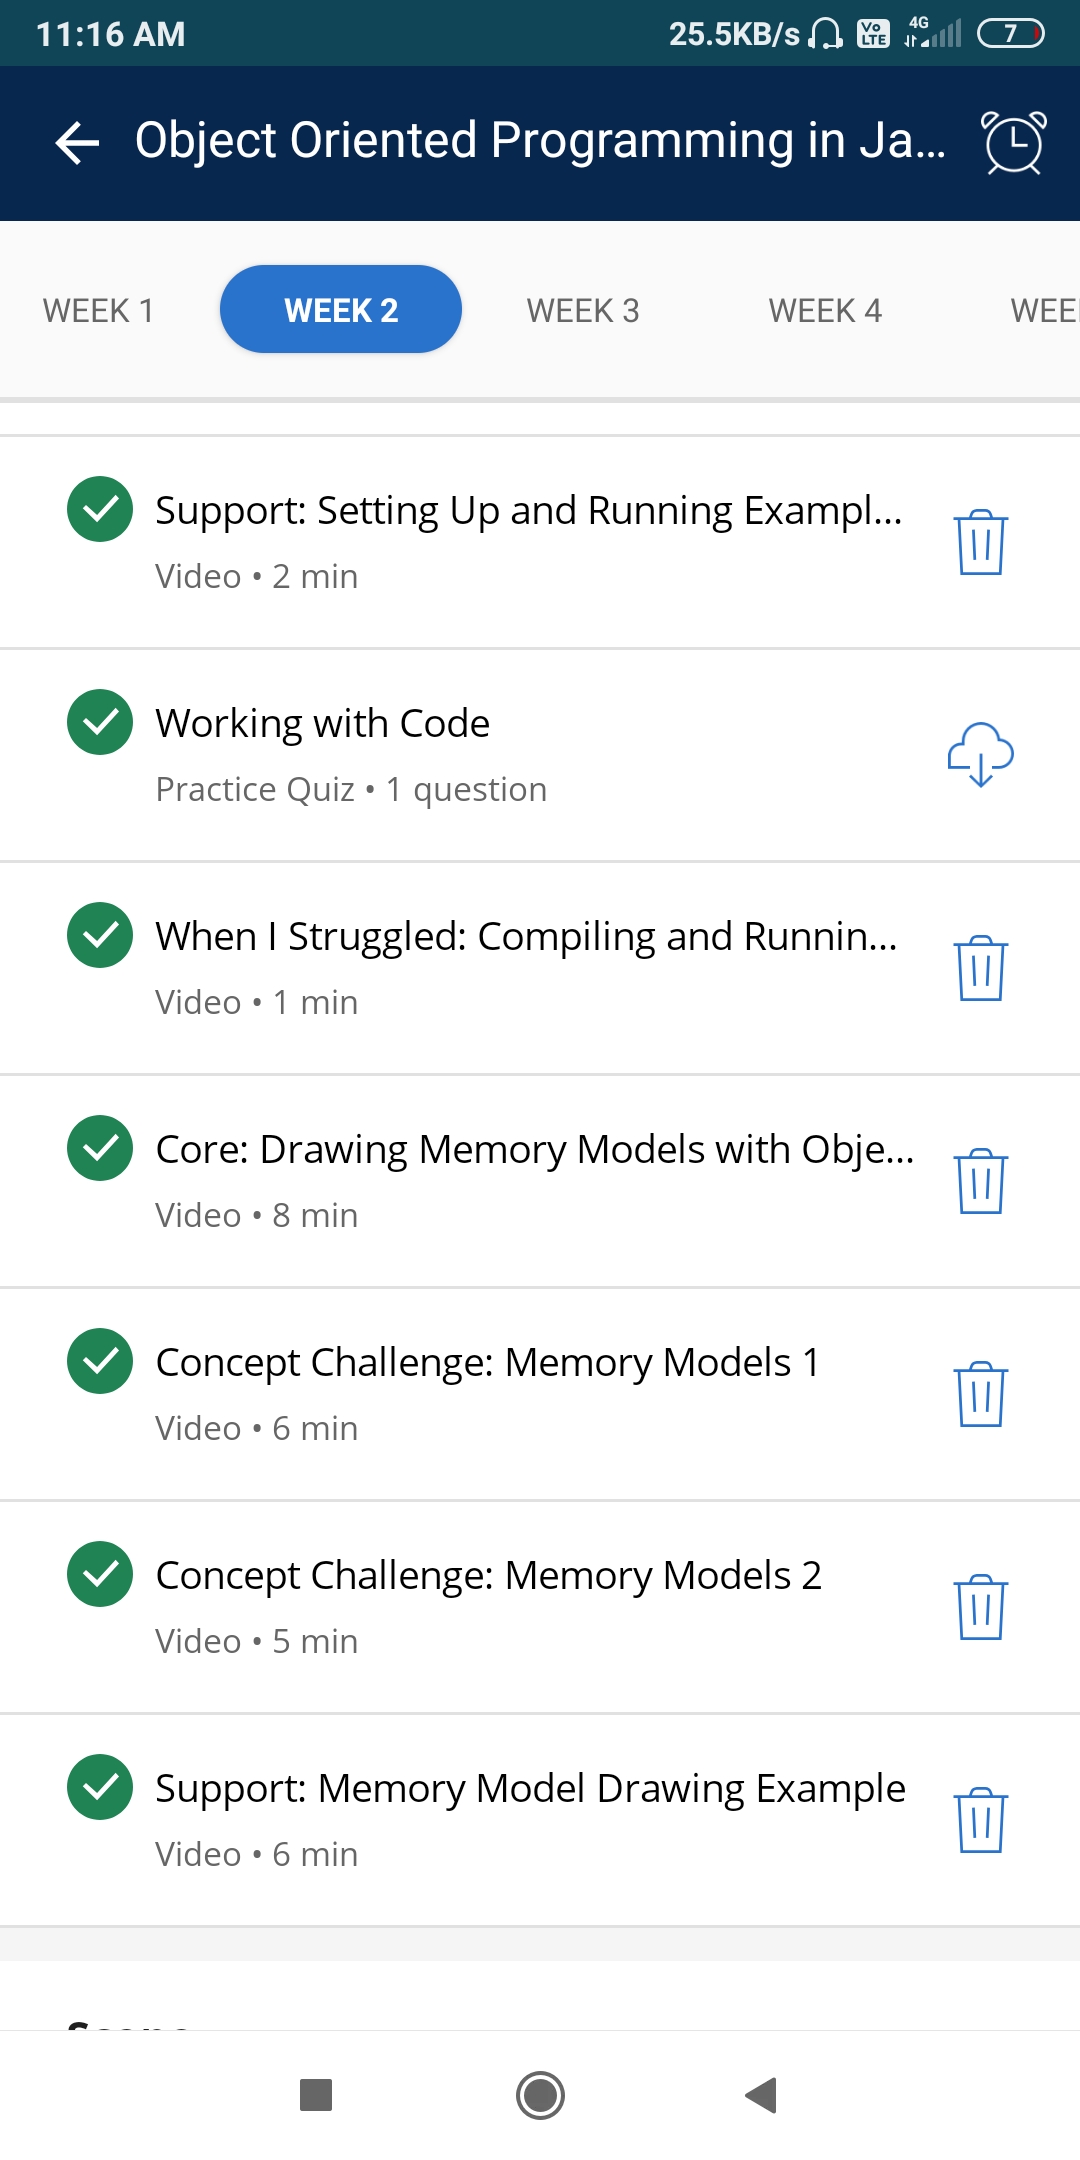 11:16 AM 25.5KB/s Vo LTE 4G 7
Object Oriented Programming in Ja...
WEEK 1 WEEK 2 WEEK 3 WEEK 4 WEE
Support: Setting Up and Running Exampl...
Video • 2 min
Working with Code
Practice Quiz • 1 question
When I Struggled: Compiling and Runnin...
Video • 1 min
Core: Drawing Memory Models with Obje...
Video • 8 min
Concept Challenge: Memory Models 1
Video • 6 min
Concept Challenge: Memory Models 2
Video • 5 min
Support: Memory Model Drawing Example
Video • 6 min